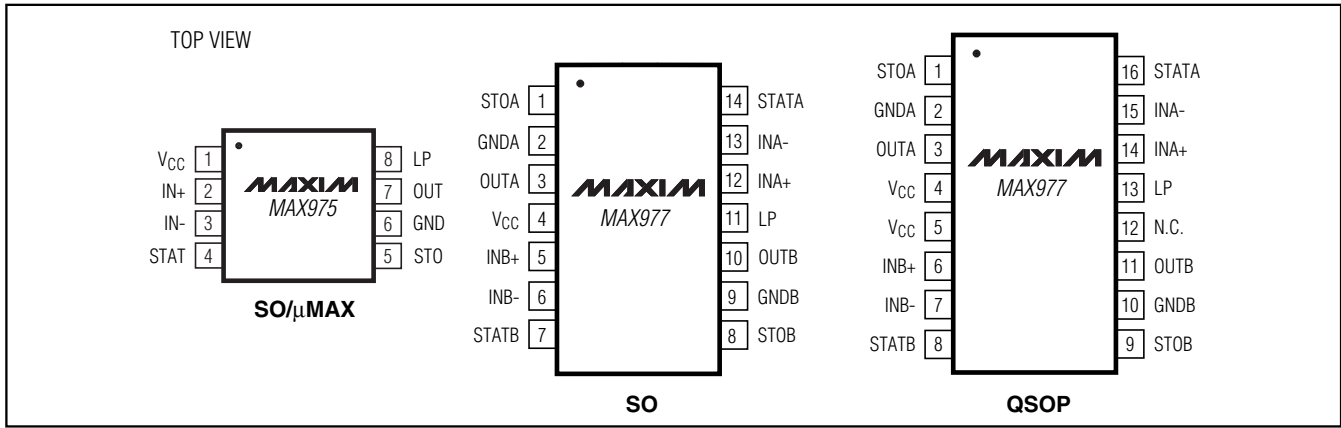 TOP VIEW
VCC 1
IN+ 2
IN- 3
STAT 4
8 LP
7 OUT
6 GND
5 STO
MAXIM
MAX975
SO/μMAX
STOA 1
GNDA 2
OUTA 3
VCC 4
INB+ 5
INB- 6
STATB 7
14 STATA
13 INA-
12 INA+
11 LP
10 OUTB
9 GNDB
8 STOB
MAXIM
MAX977
SO
STOA 1
GNDA 2
OUTA 3
VCC 4
VCC 5
INB+ 6
INB- 7
STATB 8
16 STATA
15 INA-
14 INA+
13 LP
12 N.C.
11 OUTB
10 GNDB
9 STOB
MAXIM
MAX977
QSOP